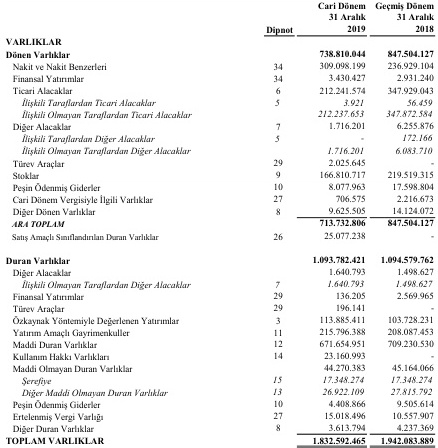 Cari Dönem Geçmiş Dönem
31 Aralık 31 Aralık
Dipnot 2019 2018
VARLIKLAR
Dönen Varlıklar 738.810.044 847.504.127
Nakit ve Nakit Benzerleri 34 309.098.199 236.929.104
Finansal Yatırımlar 34 3.430.427 2.931.240
Ticari Alacaklar 6 212.241.574 347.929.043
İlişkili Taraflardan Ticari Alacaklar 5 3.921 56.459
İlişkili Olmayan Taraflardan Ticari Alacaklar 212.237.653 347.872.584
Diğer Alacaklar 7 1.716.201 6.255.876
İlişkili Taraflardan Diğer Alacaklar 5 - 172.166
İlişkili Olmayan Taraflardan Diğer Alacaklar 1.716.201 6.083.710
Türev Araçlar 29 2.025.645 -
Stoklar 9 166.810.717 219.519.315
Peşin Ödenmiş Giderler 10 8.077.963 17.598.804
Cari Dönem Vergisiyle İlgili Varlıklar 27 706.575 2.216.673
Diğer Dönen Varlıklar 8 9.625.505 14.124.072
ARA TOPLAM 713.732.806 847.504.127
Satış Amaçlı Sınıflandırılan Duran Varlıklar 26 25.077.238 -
Duran Varlıklar 1.093.782.421 1.094.579.762
Diğer Alacaklar 1.640.793 1.498.627
İlişkili Olmayan Taraflardan Diğer Alacaklar 7 1.640.793 1.498.627
Finansal Yatırımlar 29 136.205 2.569.965
Türev Araçlar 29 196.141 -
Özkaynak Yöntemiyle Değerlenen Yatırımlar 3 113.885.411 103.728.231
Yatırım Amaçlı Gayrimenkuller 11 215.796.388 208.087.453
Maddi Duran Varlıklar 12 671.654.951 709.230.530
Kullanım Hakkı Varlıkları 14 23.160.993 -
Maddi Olmayan Duran Varlıklar 44.270.383 45.164.066
Şerefiye 15 17.348.274 17.348.274
Diğer Maddi Olmayan Duran Varlıklar 13 26.922.109 27.815.792
Peşin Ödenmiş Giderler 10 4.408.866 9.505.614
Ertelenmiş Vergi Varlığı 27 15.018.496 10.557.907
Diğer Duran Varlıklar 8 3.613.794 4.237.369
TOPLAM VARLIKLAR 1.832.592.465 1.942.083.889